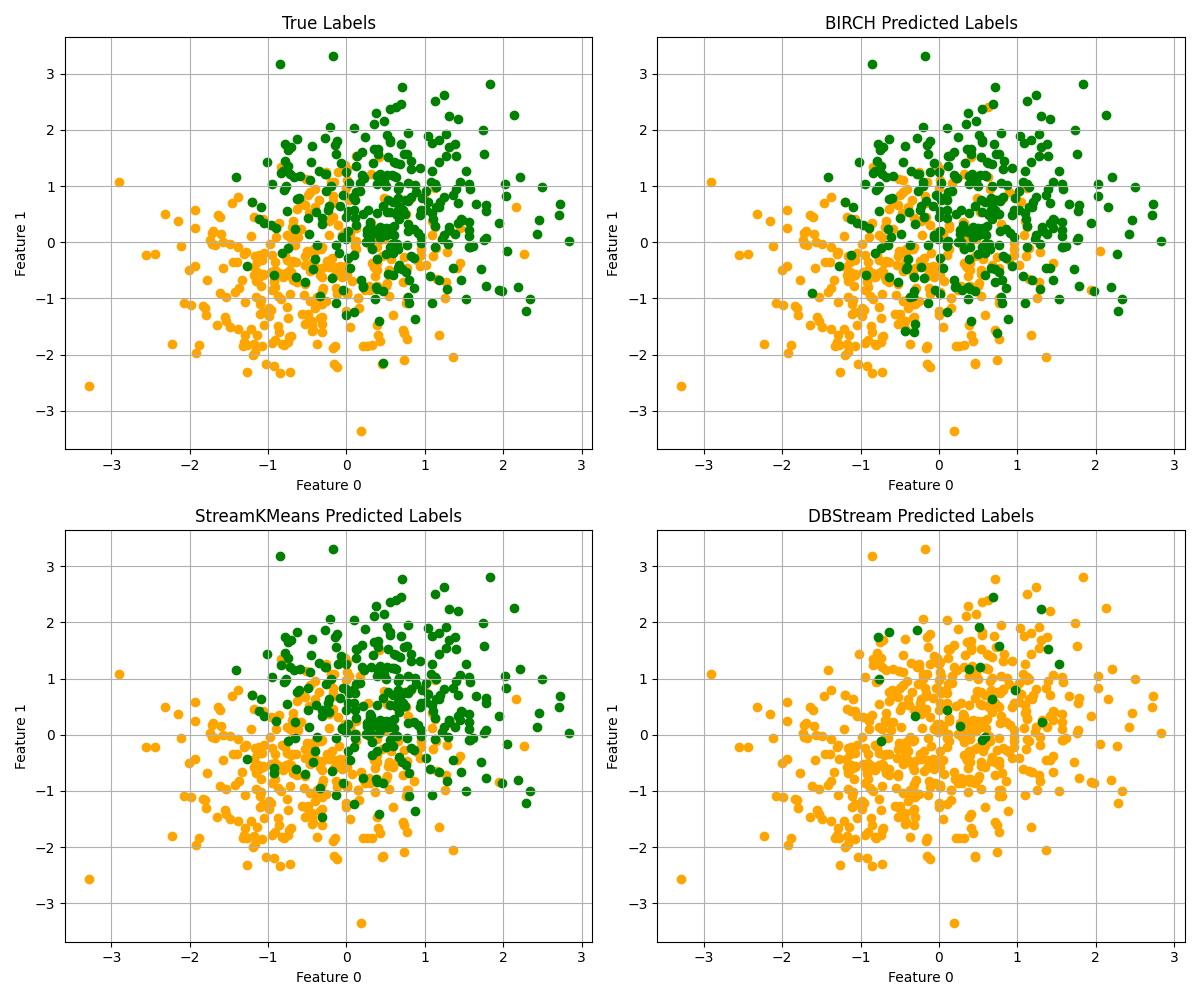 True Labels
3
2
1
0
−1
−2
−3
Feature 1
−3 −2 −1 0 1 2 3
Feature 0
BIRCH Predicted Labels
3
2
1
0
−1
−2
−3
Feature 1
−3 −2 −1 0 1 2 3
Feature 0
StreamKMeans Predicted Labels
3
2
1
0
−1
−2
−3
Feature 1
−3 −2 −1 0 1 2 3
Feature 0
DBStream Predicted Labels
3
2
1
0
−1
−2
−3
Feature 1
−3 −2 −1 0 1 2 3
Feature 0